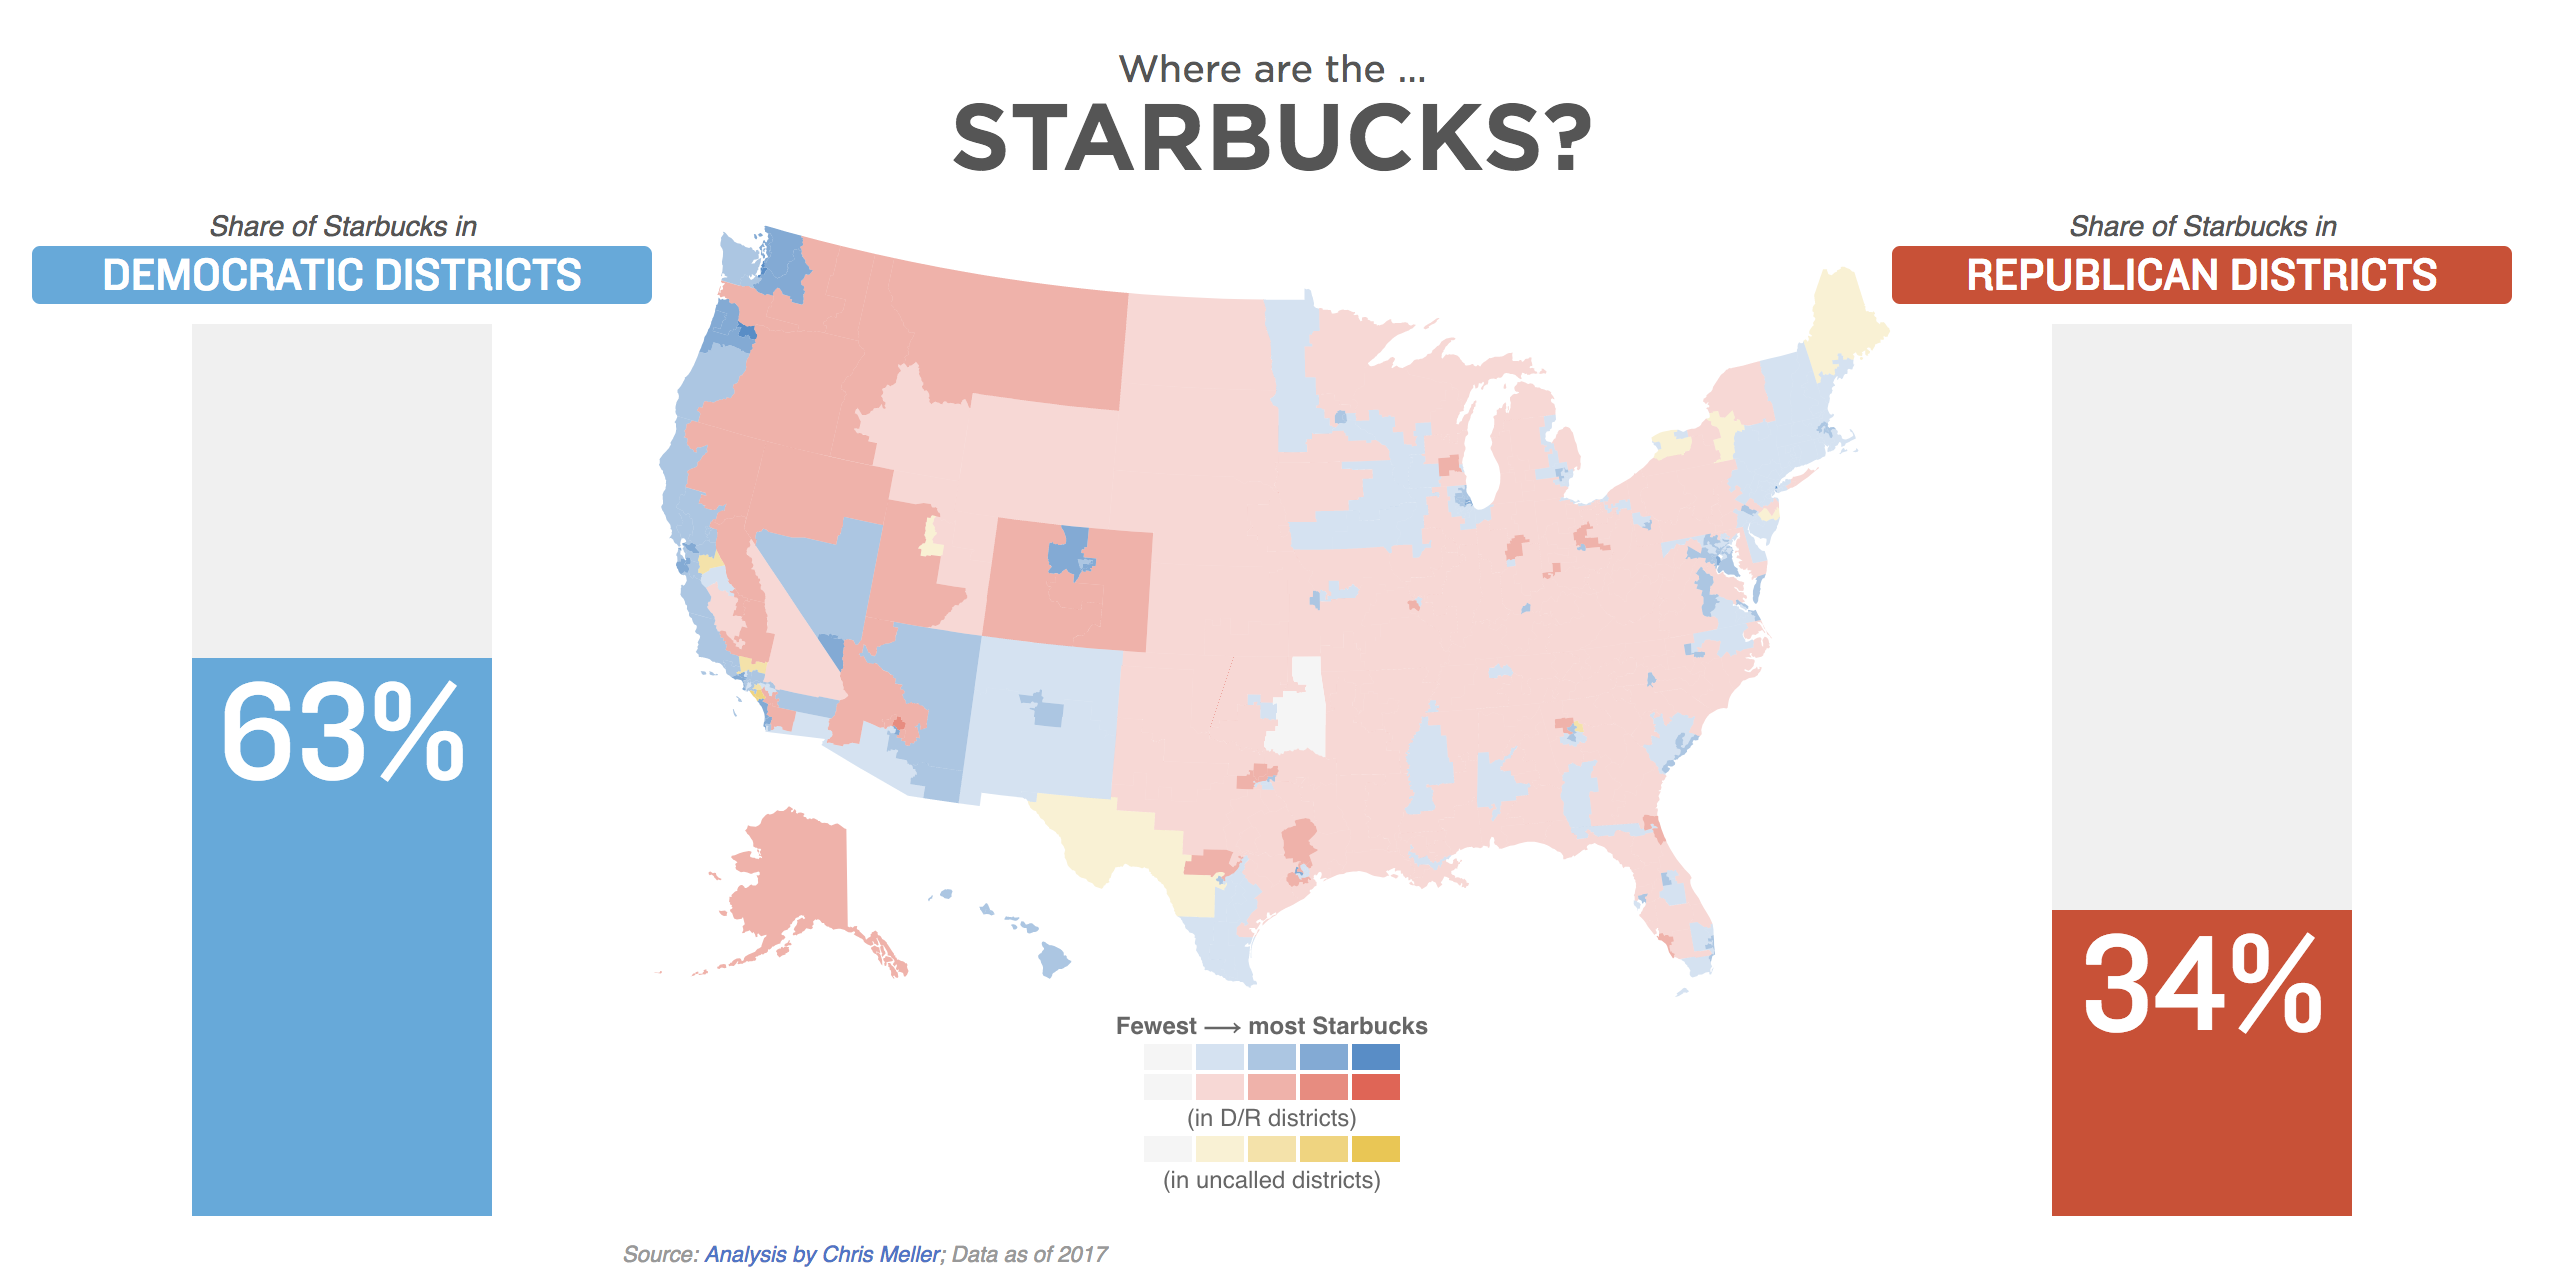 Where are the ...
STARBUCKS?
Share of Starbucks in
DEMOCRATIC DISTRICTS
63%
Share of Starbucks in
REPUBLICAN DISTRICTS
34%
Fewest ⟶ most Starbucks
(in D/R districts)
(in uncalled districts)
Source: Analysis by Chris Meller; Data as of 2017